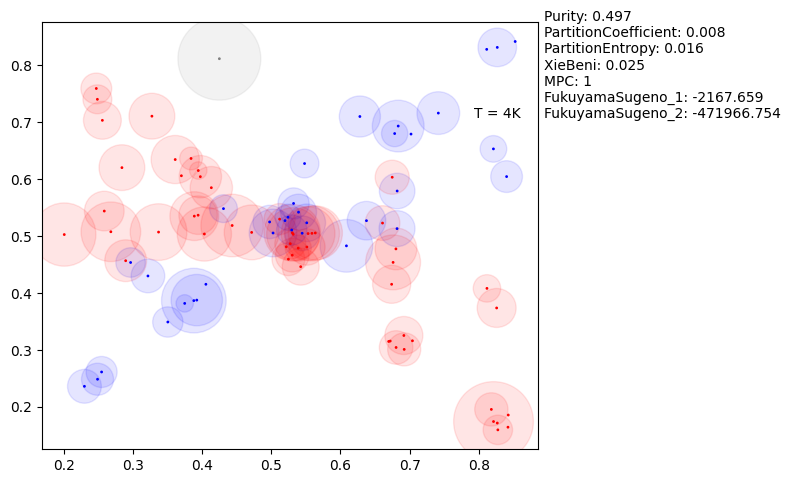 Purity: 0.497
PartitionCoefficient: 0.008
PartitionEntropy: 0.016
XieBeni: 0.025
MPC: 1
FukuyamaSugeno_1: -2167.659
FukuyamaSugeno_2: -471966.754
T = 4K
0.8
0.7
0.6
0.5
0.4
0.3
0.2
0.2 0.3 0.4 0.5 0.6 0.7 0.8